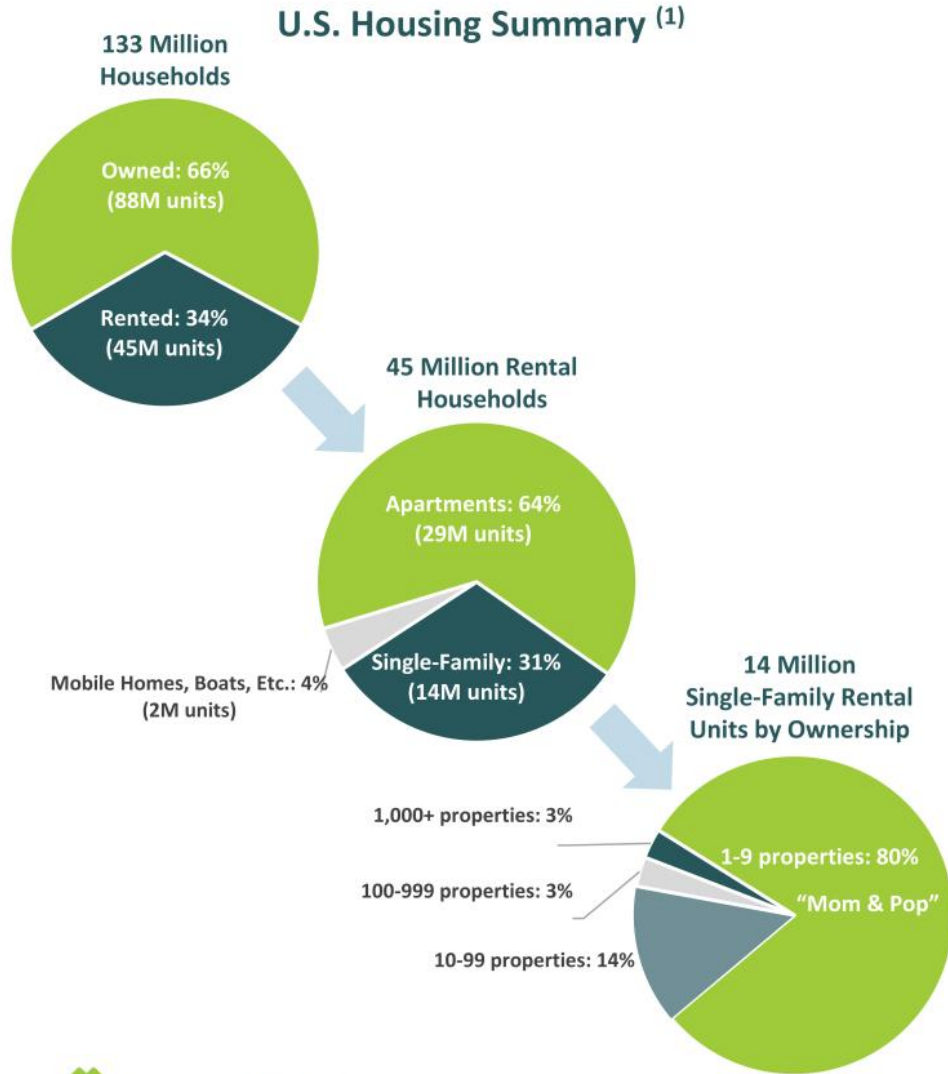 U.S. Housing Summary (1)
133 Million
Households
Owned: 66%
(88M units)
Rented: 34%
(45M units)
45 Million Rental
Households
Apartments: 64%
(29M units)
Mobile Homes, Boats, Etc.: 4%
(2M units)
Single-Family: 31%
(14M units)
14 Million
Single-Family Rental
Units by Ownership
1,000+ properties: 3%
1-9 properties: 80%
"Mom & Pop"
100-999 properties: 3%
10-99 properties: 14%